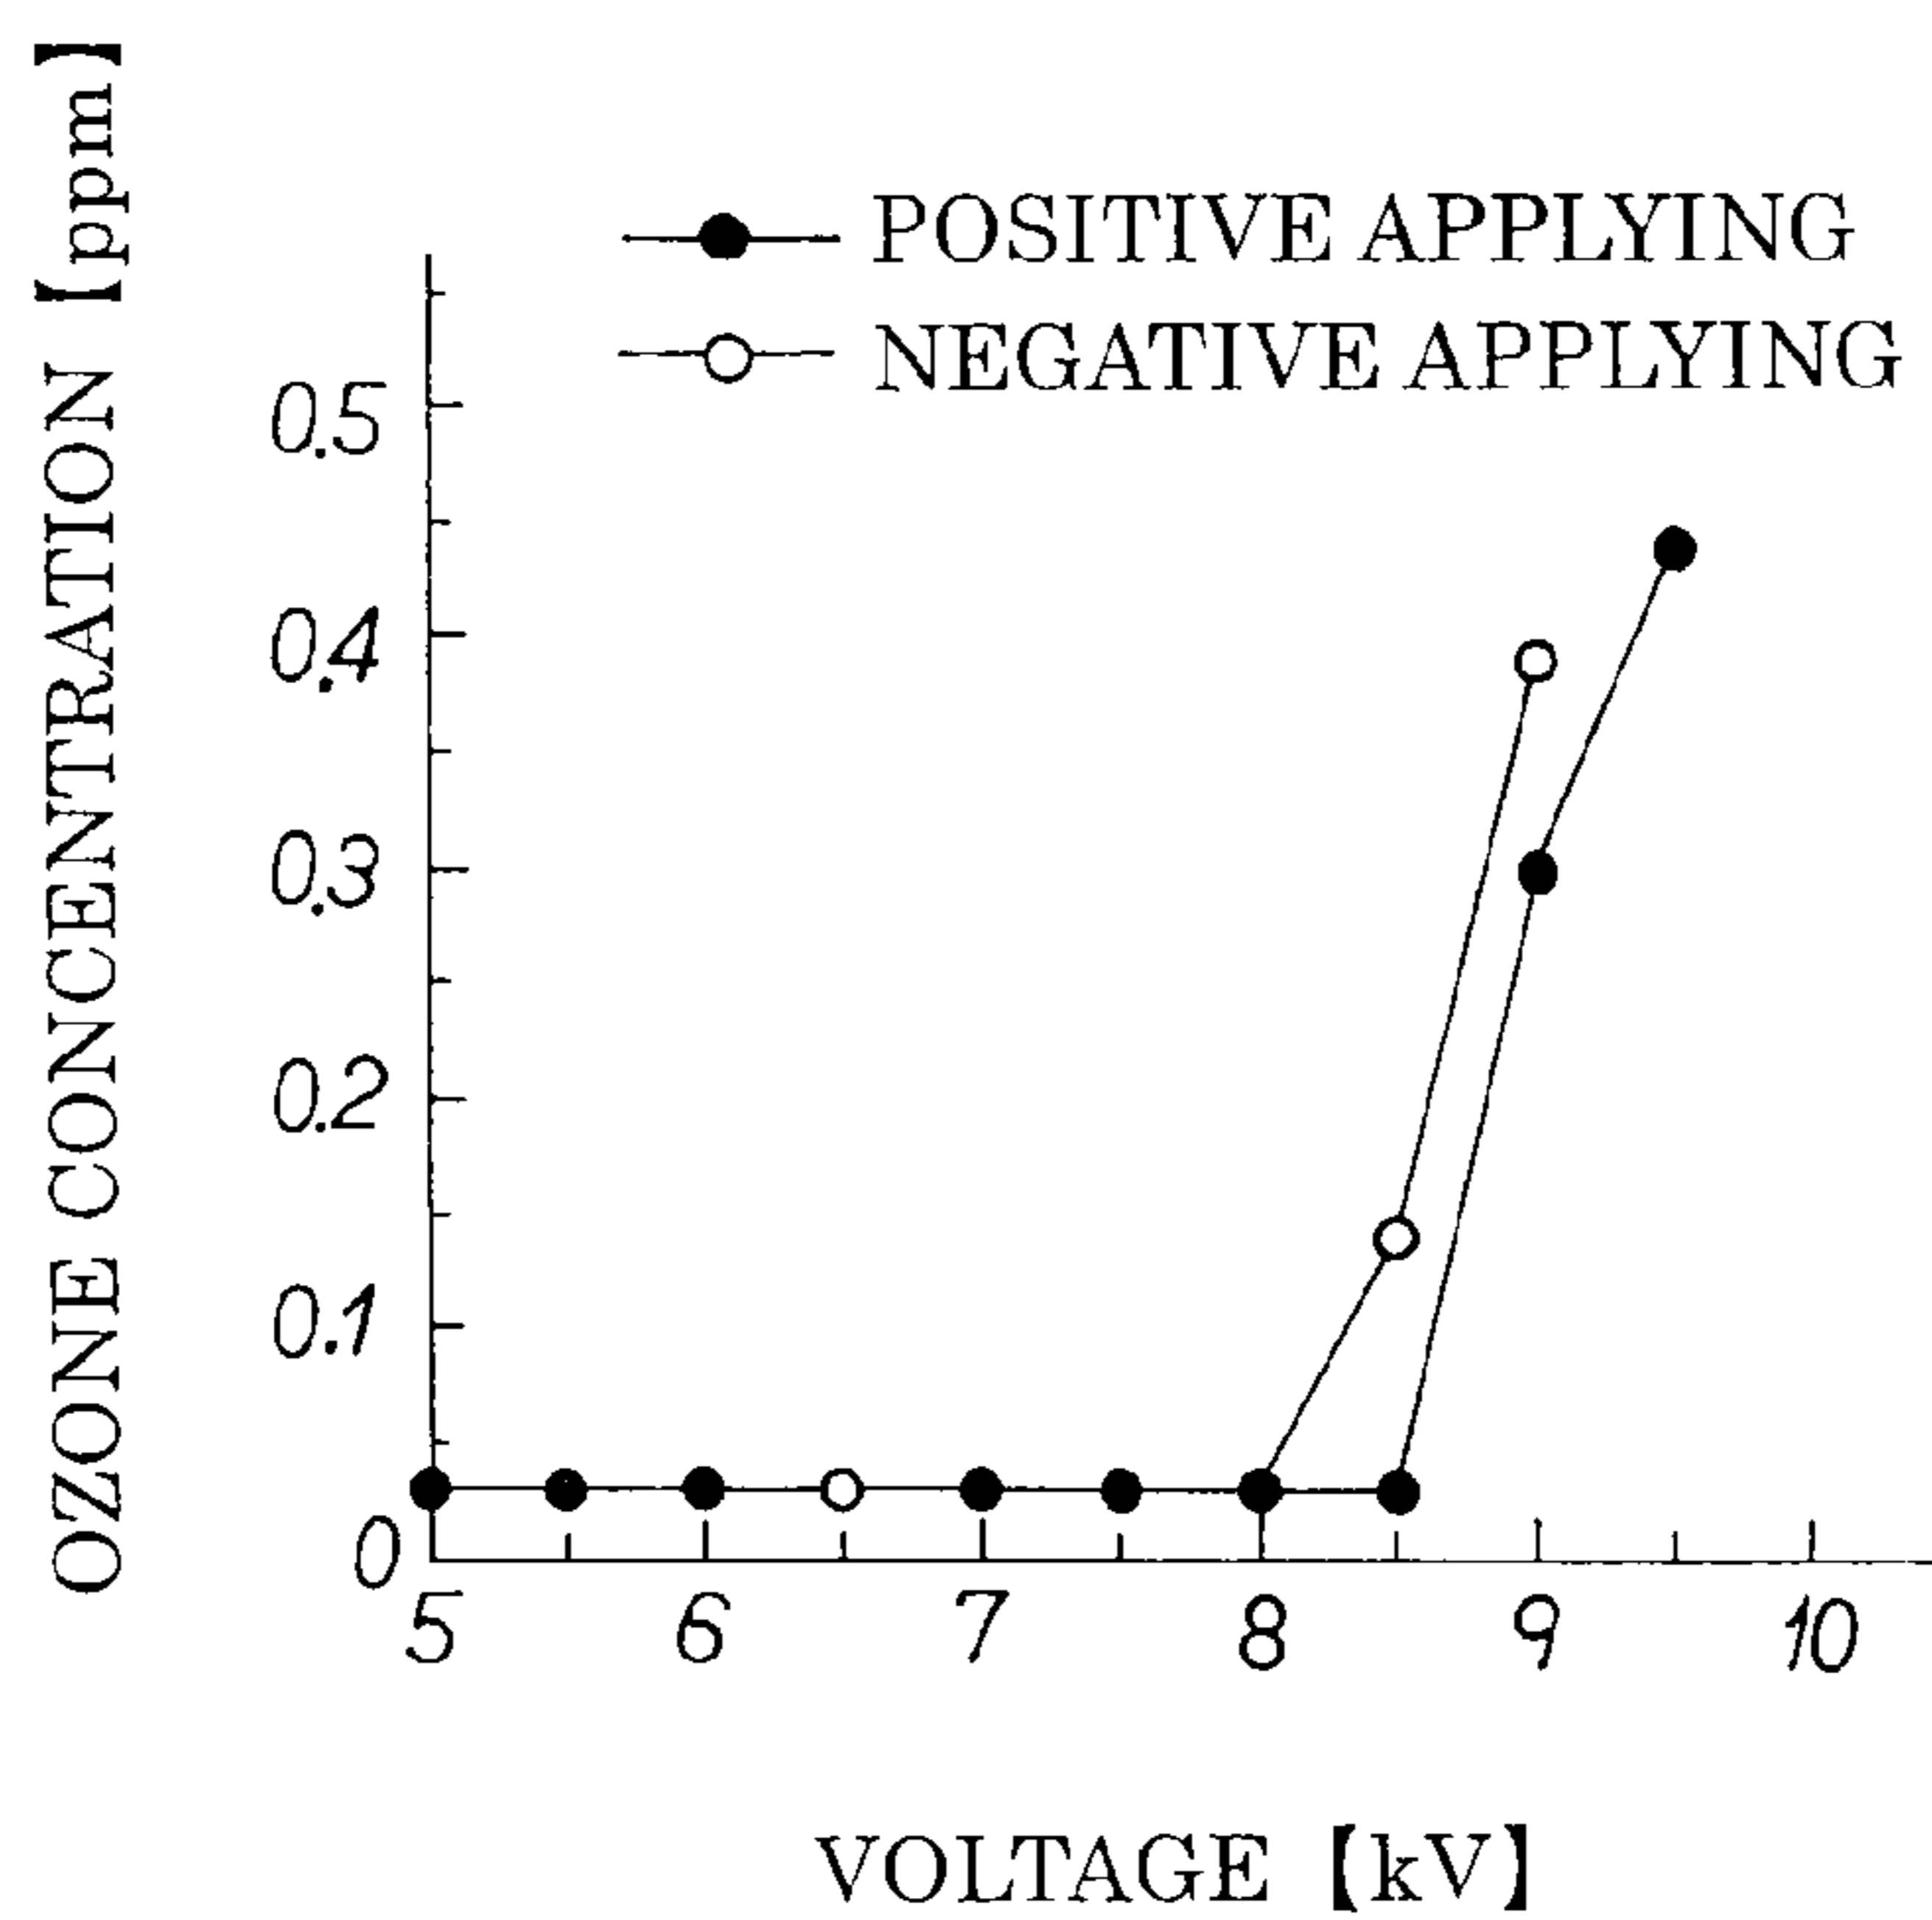 OZONE CONCENTRATION【ppm】
POSITIVE APPLYING
NEGATIVE APPLYING
0.5
0.4
0.3
0.2
0.1
0
5 6 7 8 9 10
VOLTAGE【kV】